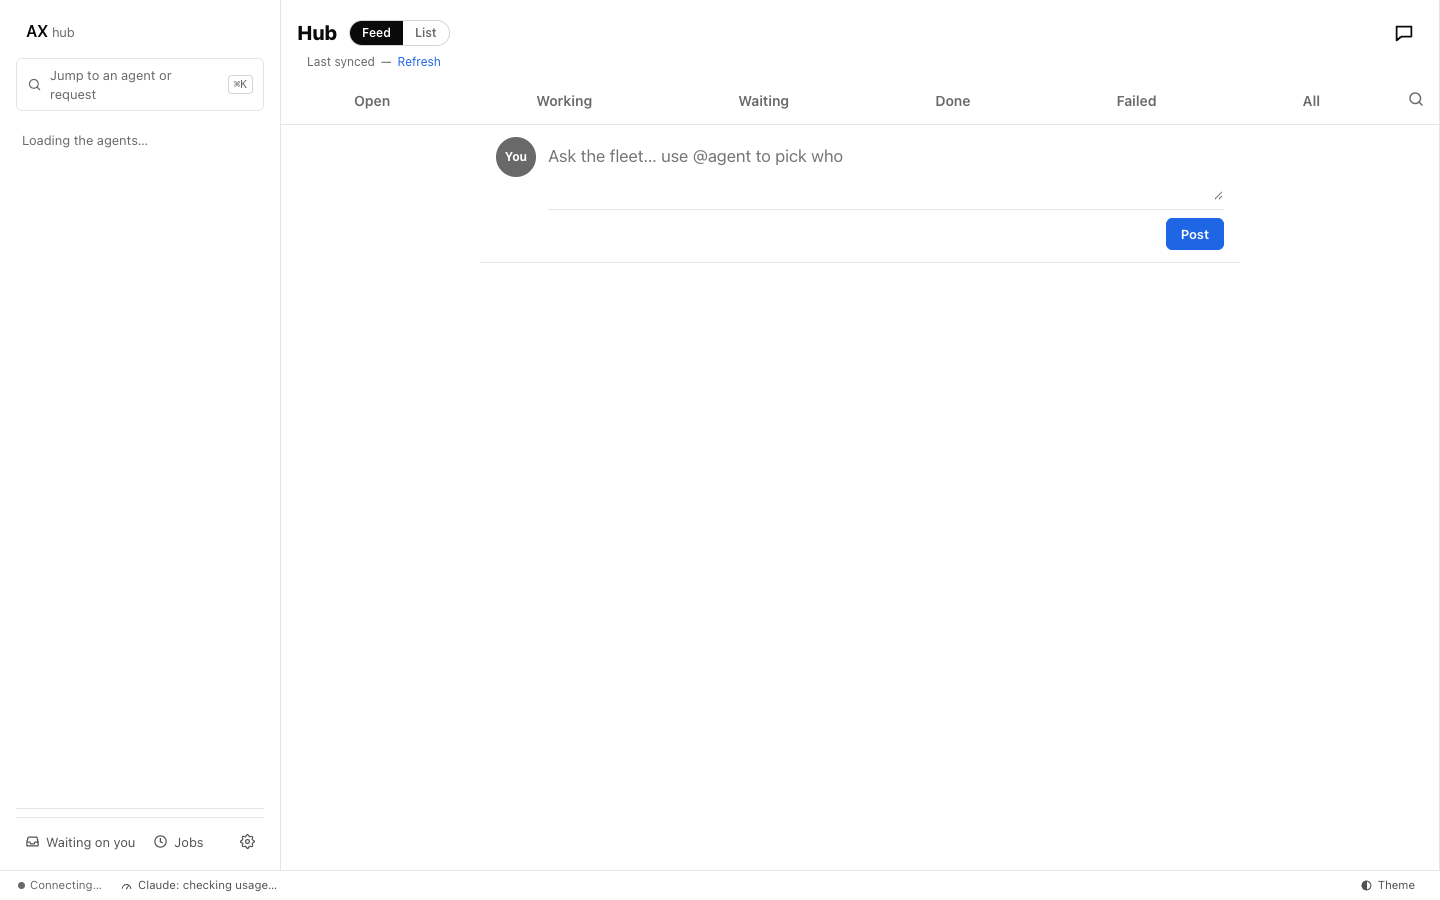 AX hub
Jump to an agent or
request
⌘K
Loading the agents...
Waiting on you
Jobs
Hub
Feed
List
Last synced — Refresh
Open
Working
Waiting
Done
Failed
All
You
Ask the fleet... use @agent to pick who
Post
Connecting...
Claude: checking usage...
Theme